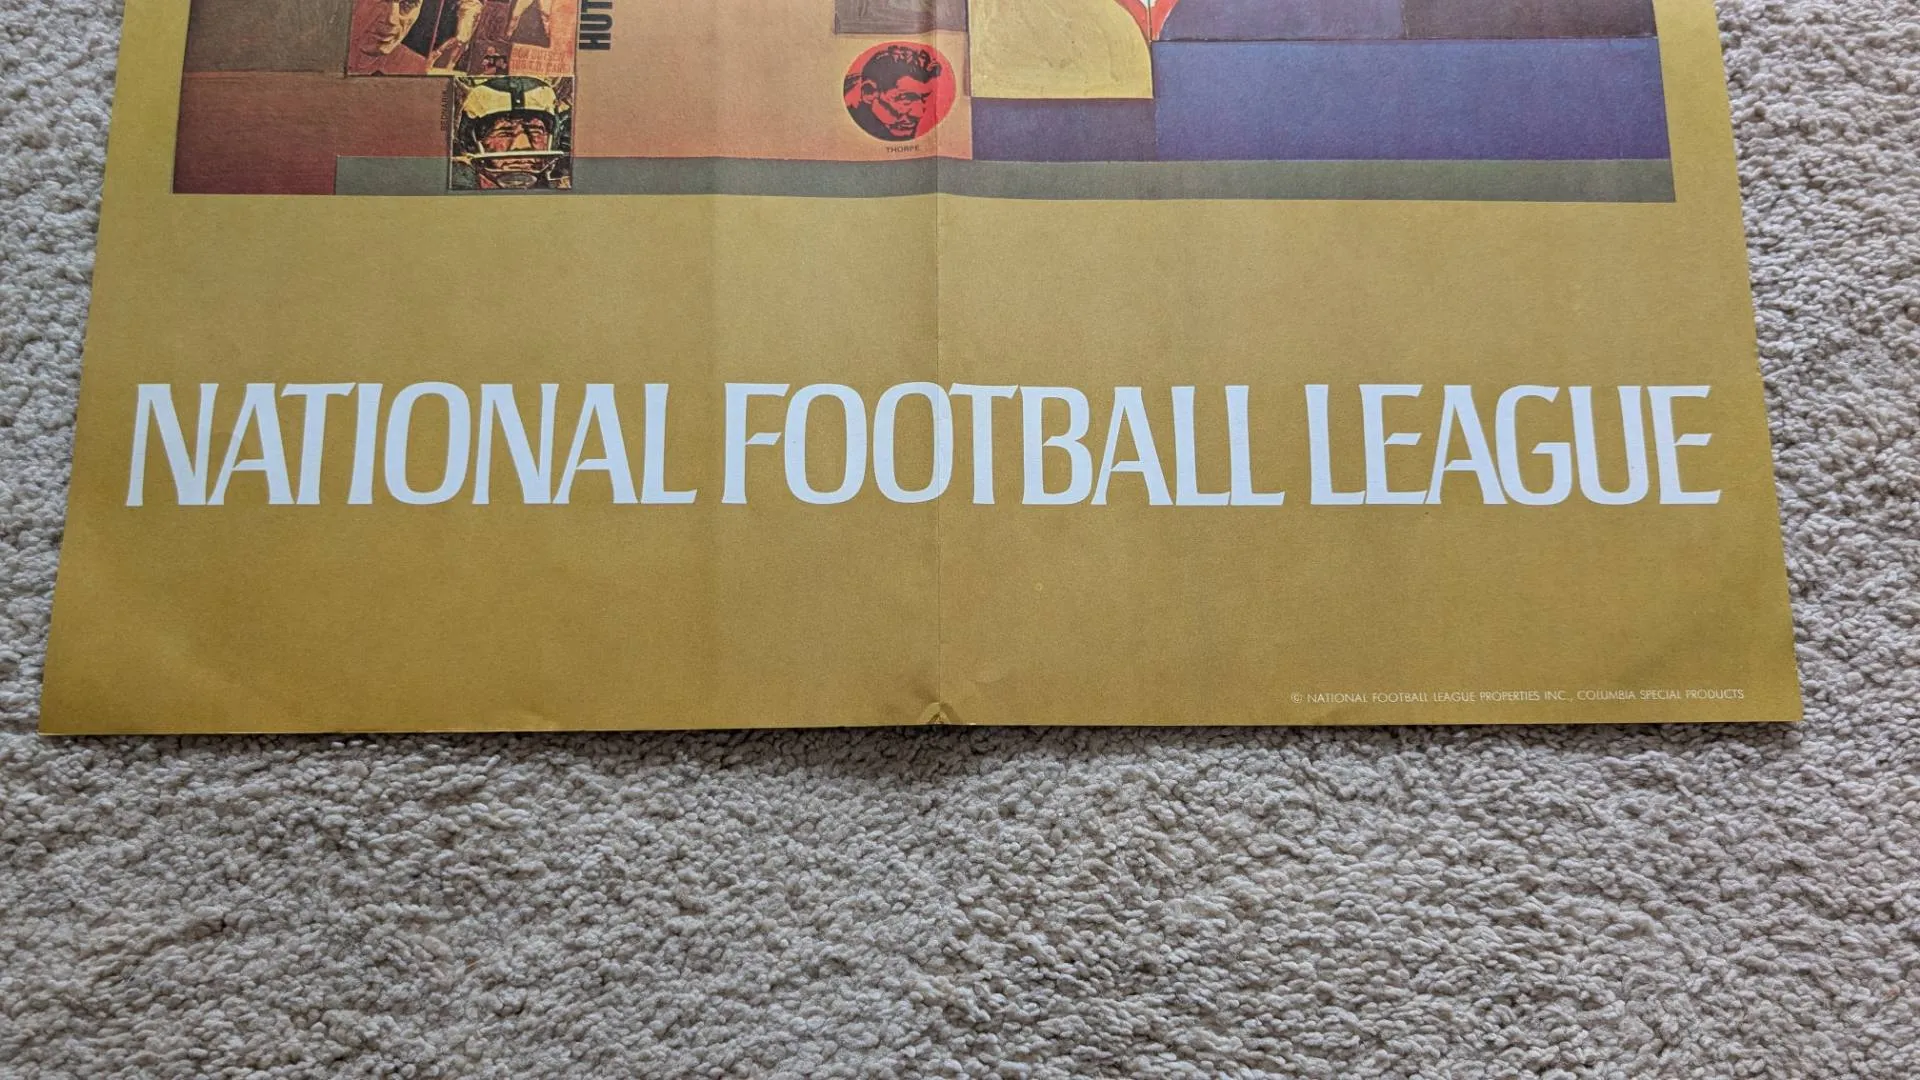 HUT
BEDNARIK
THORPE
NATIONAL FOOTBALL LEAGUE
© NATIONAL FOOTBALL LEAGUE PROPERTIES INC., COLUMBIA SPECIAL PRODUCTS